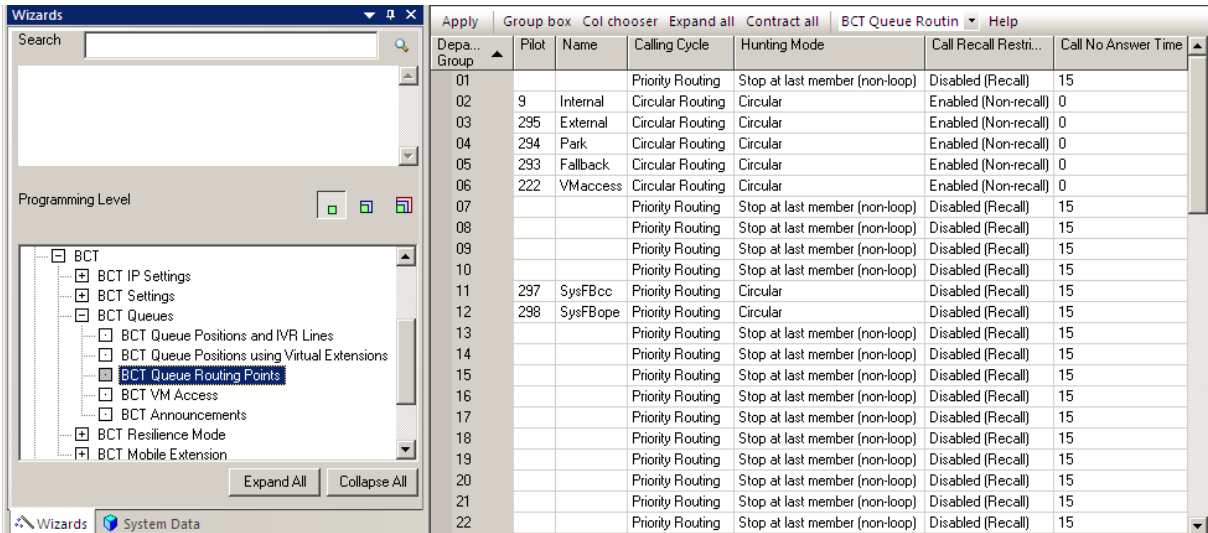 Wizards
Search
Programming Level
BCT
BCT IP Settings
BCT Settings
BCT Queues
BCT Queue Positions and IVR Lines
BCT Queue Positions using Virtual Extensions
BCT Queue Routing Points
BCT VM Access
BCT Announcements
BCT Resilience Mode
BCT Mobile Extension
Expand All Collapse All
Wizards System Data
Apply Group box Col chooser Expand all Contract all BCT Queue Routin Help
Depa... Pilot Name Calling Cycle Hunting Mode Call Recall Restri... Call No Answer Time
Group
01 Priority Routing Stop at last member (non-loop) Disabled (Recall) 15
02 9 Internal Circular Routing Circular Enabled (Non-recall) 0
03 295 External Circular Routing Circular Enabled (Non-recall) 0
04 294 Park Circular Routing Circular Enabled (Non-recall) 0
05 293 Fallback Circular Routing Circular Enabled (Non-recall) 0
06 222 VMaccess Circular Routing Circular Enabled (Non-recall) 0
07 Priority Routing Stop at last member (non-loop) Disabled (Recall) 15
08 Priority Routing Stop at last member (non-loop) Disabled (Recall) 15
09 Priority Routing Stop at last member (non-loop) Disabled (Recall) 15
10 Priority Routing Stop at last member (non-loop) Disabled (Recall) 15
11 297 SysFBcc Priority Routing Circular Disabled (Recall) 15
12 298 SysFBope Priority Routing Circular Disabled (Recall) 15
13 Priority Routing Stop at last member (non-loop) Disabled (Recall) 15
14 Priority Routing Stop at last member (non-loop) Disabled (Recall) 15
15 Priority Routing Stop at last member (non-loop) Disabled (Recall) 15
16 Priority Routing Stop at last member (non-loop) Disabled (Recall) 15
17 Priority Routing Stop at last member (non-loop) Disabled (Recall) 15
18 Priority Routing Stop at last member (non-loop) Disabled (Recall) 15
19 Priority Routing Stop at last member (non-loop) Disabled (Recall) 15
20 Priority Routing Stop at last member (non-loop) Disabled (Recall) 15
21 Priority Routing Stop at last member (non-loop) Disabled (Recall) 15
22 Priority Routing Stop at last member (non-loop) Disabled (Recall) 15